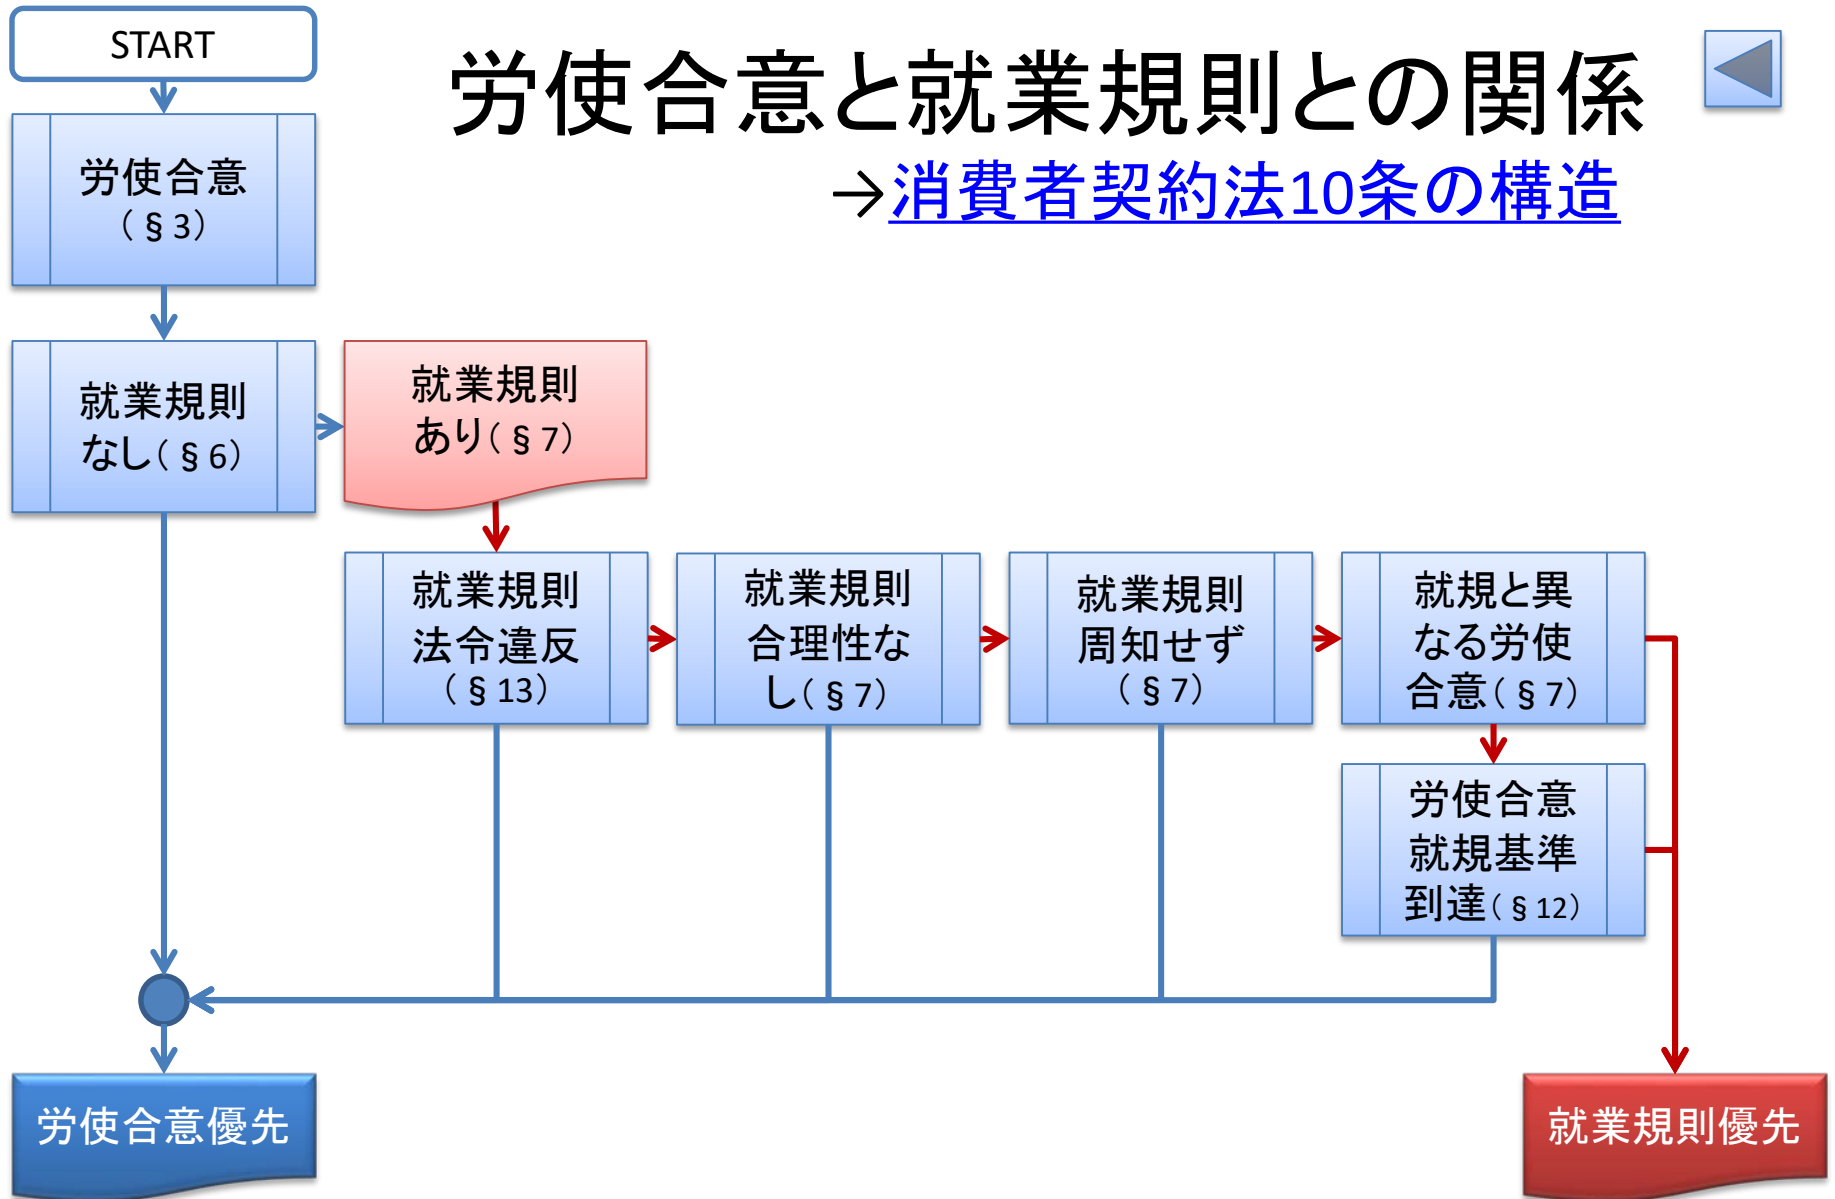 START
労使合意と就業規則との関係
→消費者契約法10条の構造
労使合意
(§3)
就業規則
なし(§6)
就業規則
あり(§7)
就業規則
法令違反
(§13)
就業規則
合理性な
し(§7)
就業規則
周知せず
(§7)
就規と異
なる労使
合意(§7)
労使合意
就規基準
到達(§12)
労使合意優先
就業規則優先